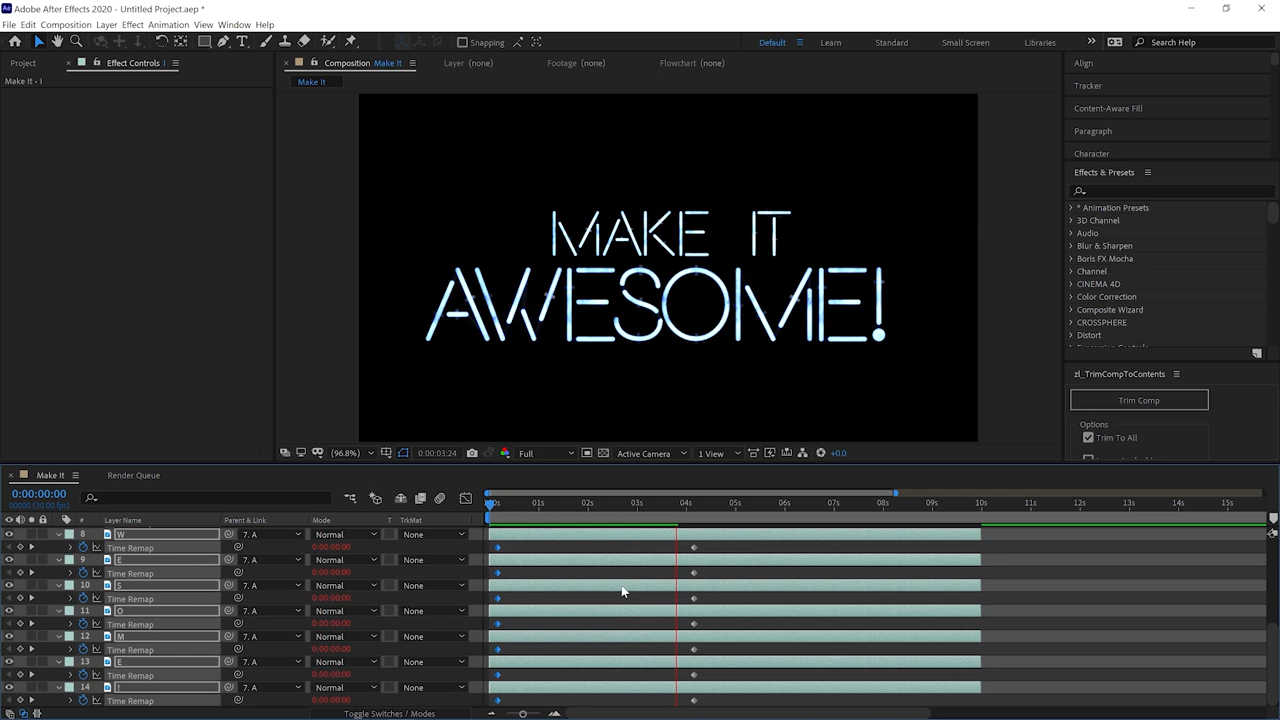 Adobe After Effects 2020 - Untitled Project.aep *
File Edit Composition Layer Effect Animation View Window Help
Snapping
Default
Learn
Standard
Small Screen
Libraries
Search Help
Project
Effect Controls I
Composition Make It
Layer (none)
Footage (none)
Flowchart (none)
Make It • I
Make It
MAKE IT
AWESOME!
Align
Tracker
Content-Aware Fill
Paragraph
Character
Effects & Presets
* Animation Presets
3D Channel
Audio
Blur & Sharpen
Boris FX Mocha
Channel
CINEMA 4D
Color Correction
Composite Wizard
CROSSPHERE
Distort
zl_TrimCompToContents
Trim Comp
Options
Trim To All
(96.8%)
0:00:03:24
Full
Active Camera
1 View
+0.0
Make It
Render Queue
0:00:00:00
00000 (30.00 fps)
01s 02s 03s 04s 05s 06s 07s 08s 09s 10s 11s 12s 13s 14s 15s
# Layer Name Parent & Link Mode T TrkMat
8 W 7. A Normal None
Time Remap 0:00:00:00
9 E 7. A Normal None
Time Remap 0:00:00:00
10 S 7. A Normal None
Time Remap 0:00:00:00
11 O 7. A Normal None
Time Remap 0:00:00:00
12 M 7. A Normal None
Time Remap 0:00:00:00
13 E 7. A Normal None
Time Remap 0:00:00:00
14 ! 7. A Normal None
Time Remap 0:00:00:00
Toggle Switches / Modes